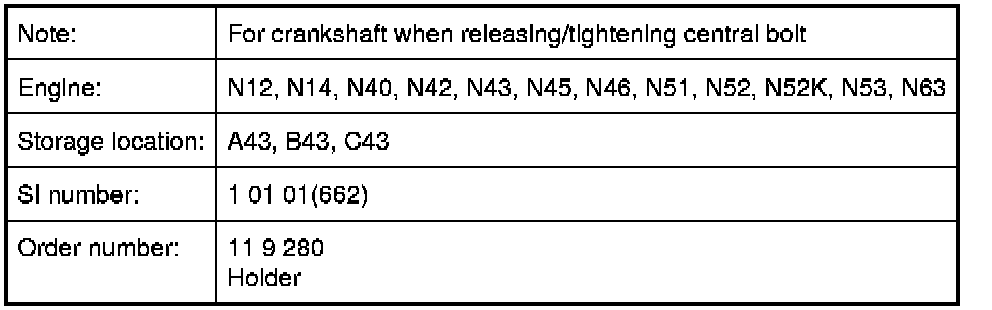 Note: For crankshaft when releasing/tightening central bolt
Engine: N12, N14, N40, N42, N43, N45, N46, N51, N52, N52K, N53, N63
Storage location: A43, B43, C43
SI number: 1 01 01(662)
Order number: 11 9 280
Holder